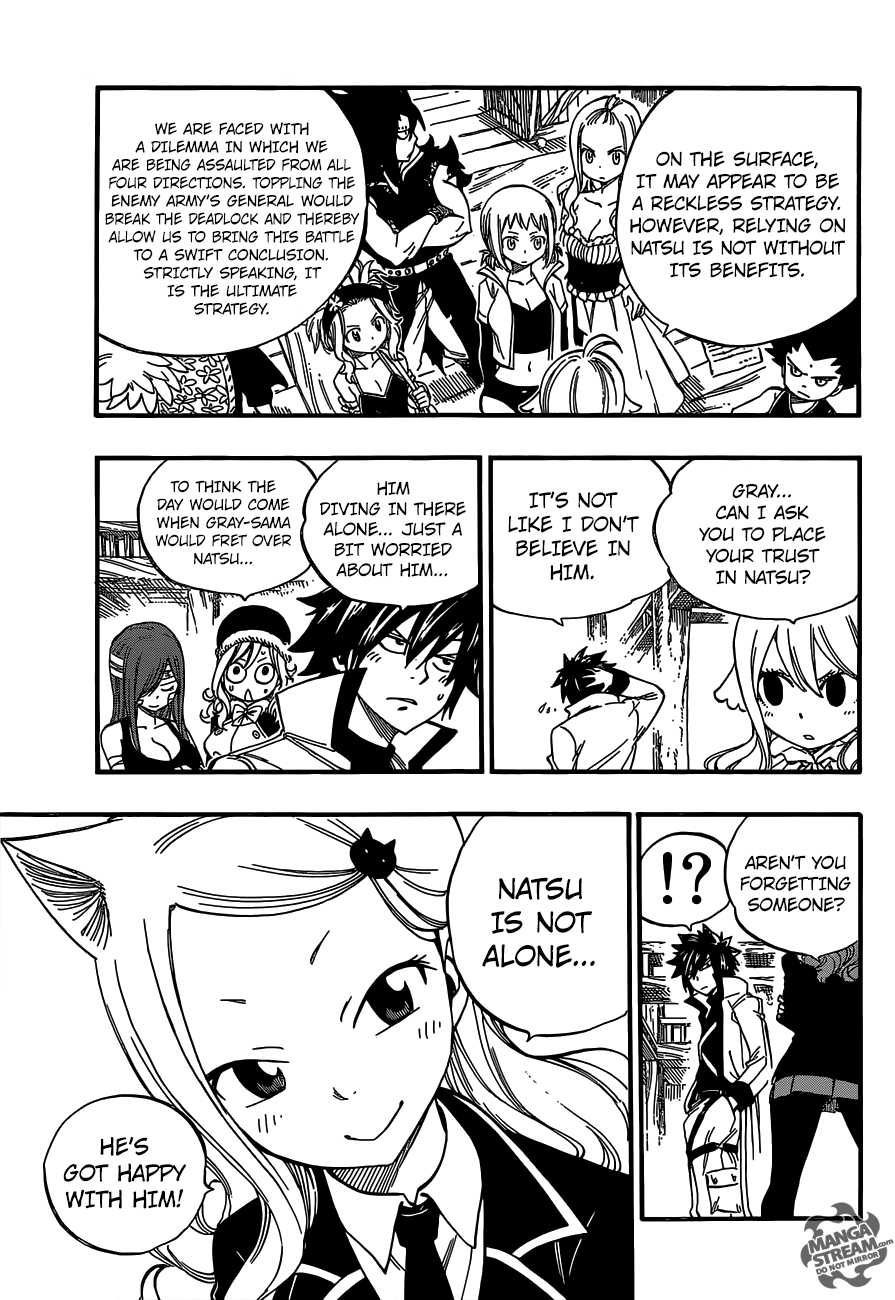 ON THE SURFACE,
IT MAY APPEAR TO BE
A RECKLESS STRATEGY.
HOWEVER, RELYING ON
NATSU IS NOT WITHOUT
ITS BENEFITS.
WE ARE FACED WITH
A DILEMMA IN WHICH WE
ARE BEING ASSAULTED FROM ALL
FOUR DIRECTIONS. TOPPLING THE
ENEMY ARMY'S GENERAL WOULD
BREAK THE DEADLOCK AND THEREBY
ALLOW US TO BRING THIS BATTLE
TO A SWIFT CONCLUSION.
STRICTLY SPEAKING, IT
IS THE ULTIMATE
STRATEGY.
GRAY...
CAN I ASK
YOU TO PLACE
YOUR TRUST
IN NATSU?
IT'S NOT
LIKE I DON'T
BELIEVE IN
HIM.
HIM
DIVING IN THERE
ALONE... JUST A
BIT WORRIED
ABOUT HIM...
TO THINK THE
DAY WOULD COME
WHEN GRAY-SAMA
WOULD FRET OVER
NATSU...
AREN'T YOU
FORGETTING
SOMEONE?
!?
NATSU
IS NOT
ALONE...
HE'S
GOT HAPPY
WITH HIM!
MANGA
STREAM.COM
DO NOT MIRROR